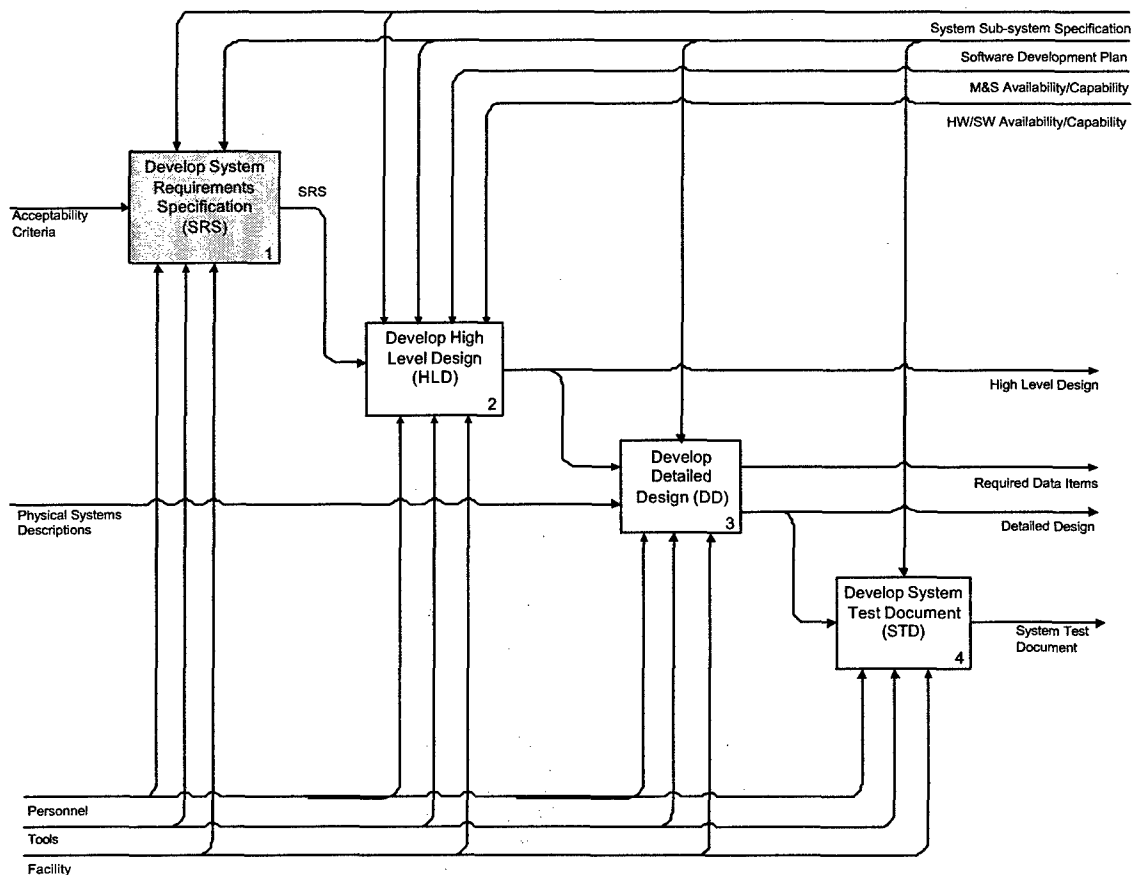 System Sub-system Specification
Software Development Plan
M&S Availability/Capability
HW/SW Availability/Capability
Develop System
Requirements
Specification
(SRS)
1
SRS
Acceptability
Criteria
Develop High
Level Design
(HLD)
2
High Level Design
Develop
Detailed
Design (DD)
3
Required Data Items
Physical Systems
Descriptions
Detailed Design
Develop System
Test Document
(STD)
4
System Test
Document
Personnel
Tools
Facility